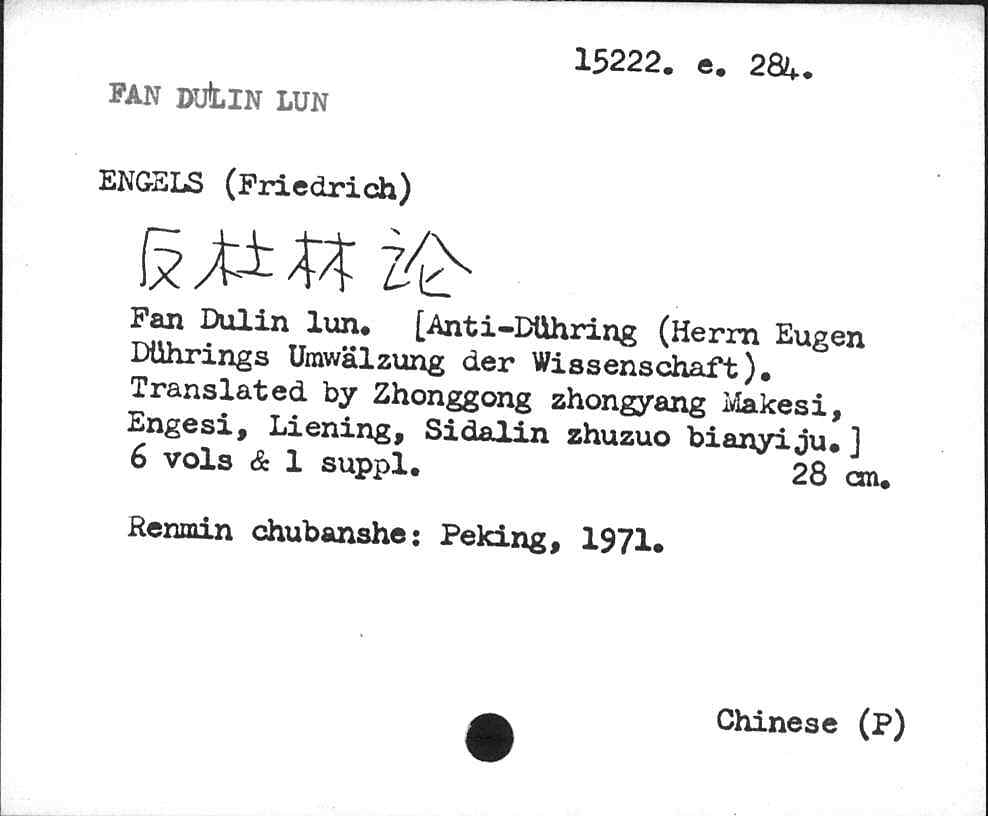 15222. e. 284.
FAN DULIN LUN
ENGELS (Friedrich)
反杜林论
Fan Dulin lun. [Anti-Dühring (Herrn Eugen
Dührings Umwälzung der Wissenschaft).
Translated by Zhonggong zhongyang Makesi,
Engesi, Liening, Sidalin zhuzuo bianyiju.]
6 vols & 1 suppl. 28 cm.
Renmin chubanshe: Peking, 1971.
Chinese (P)